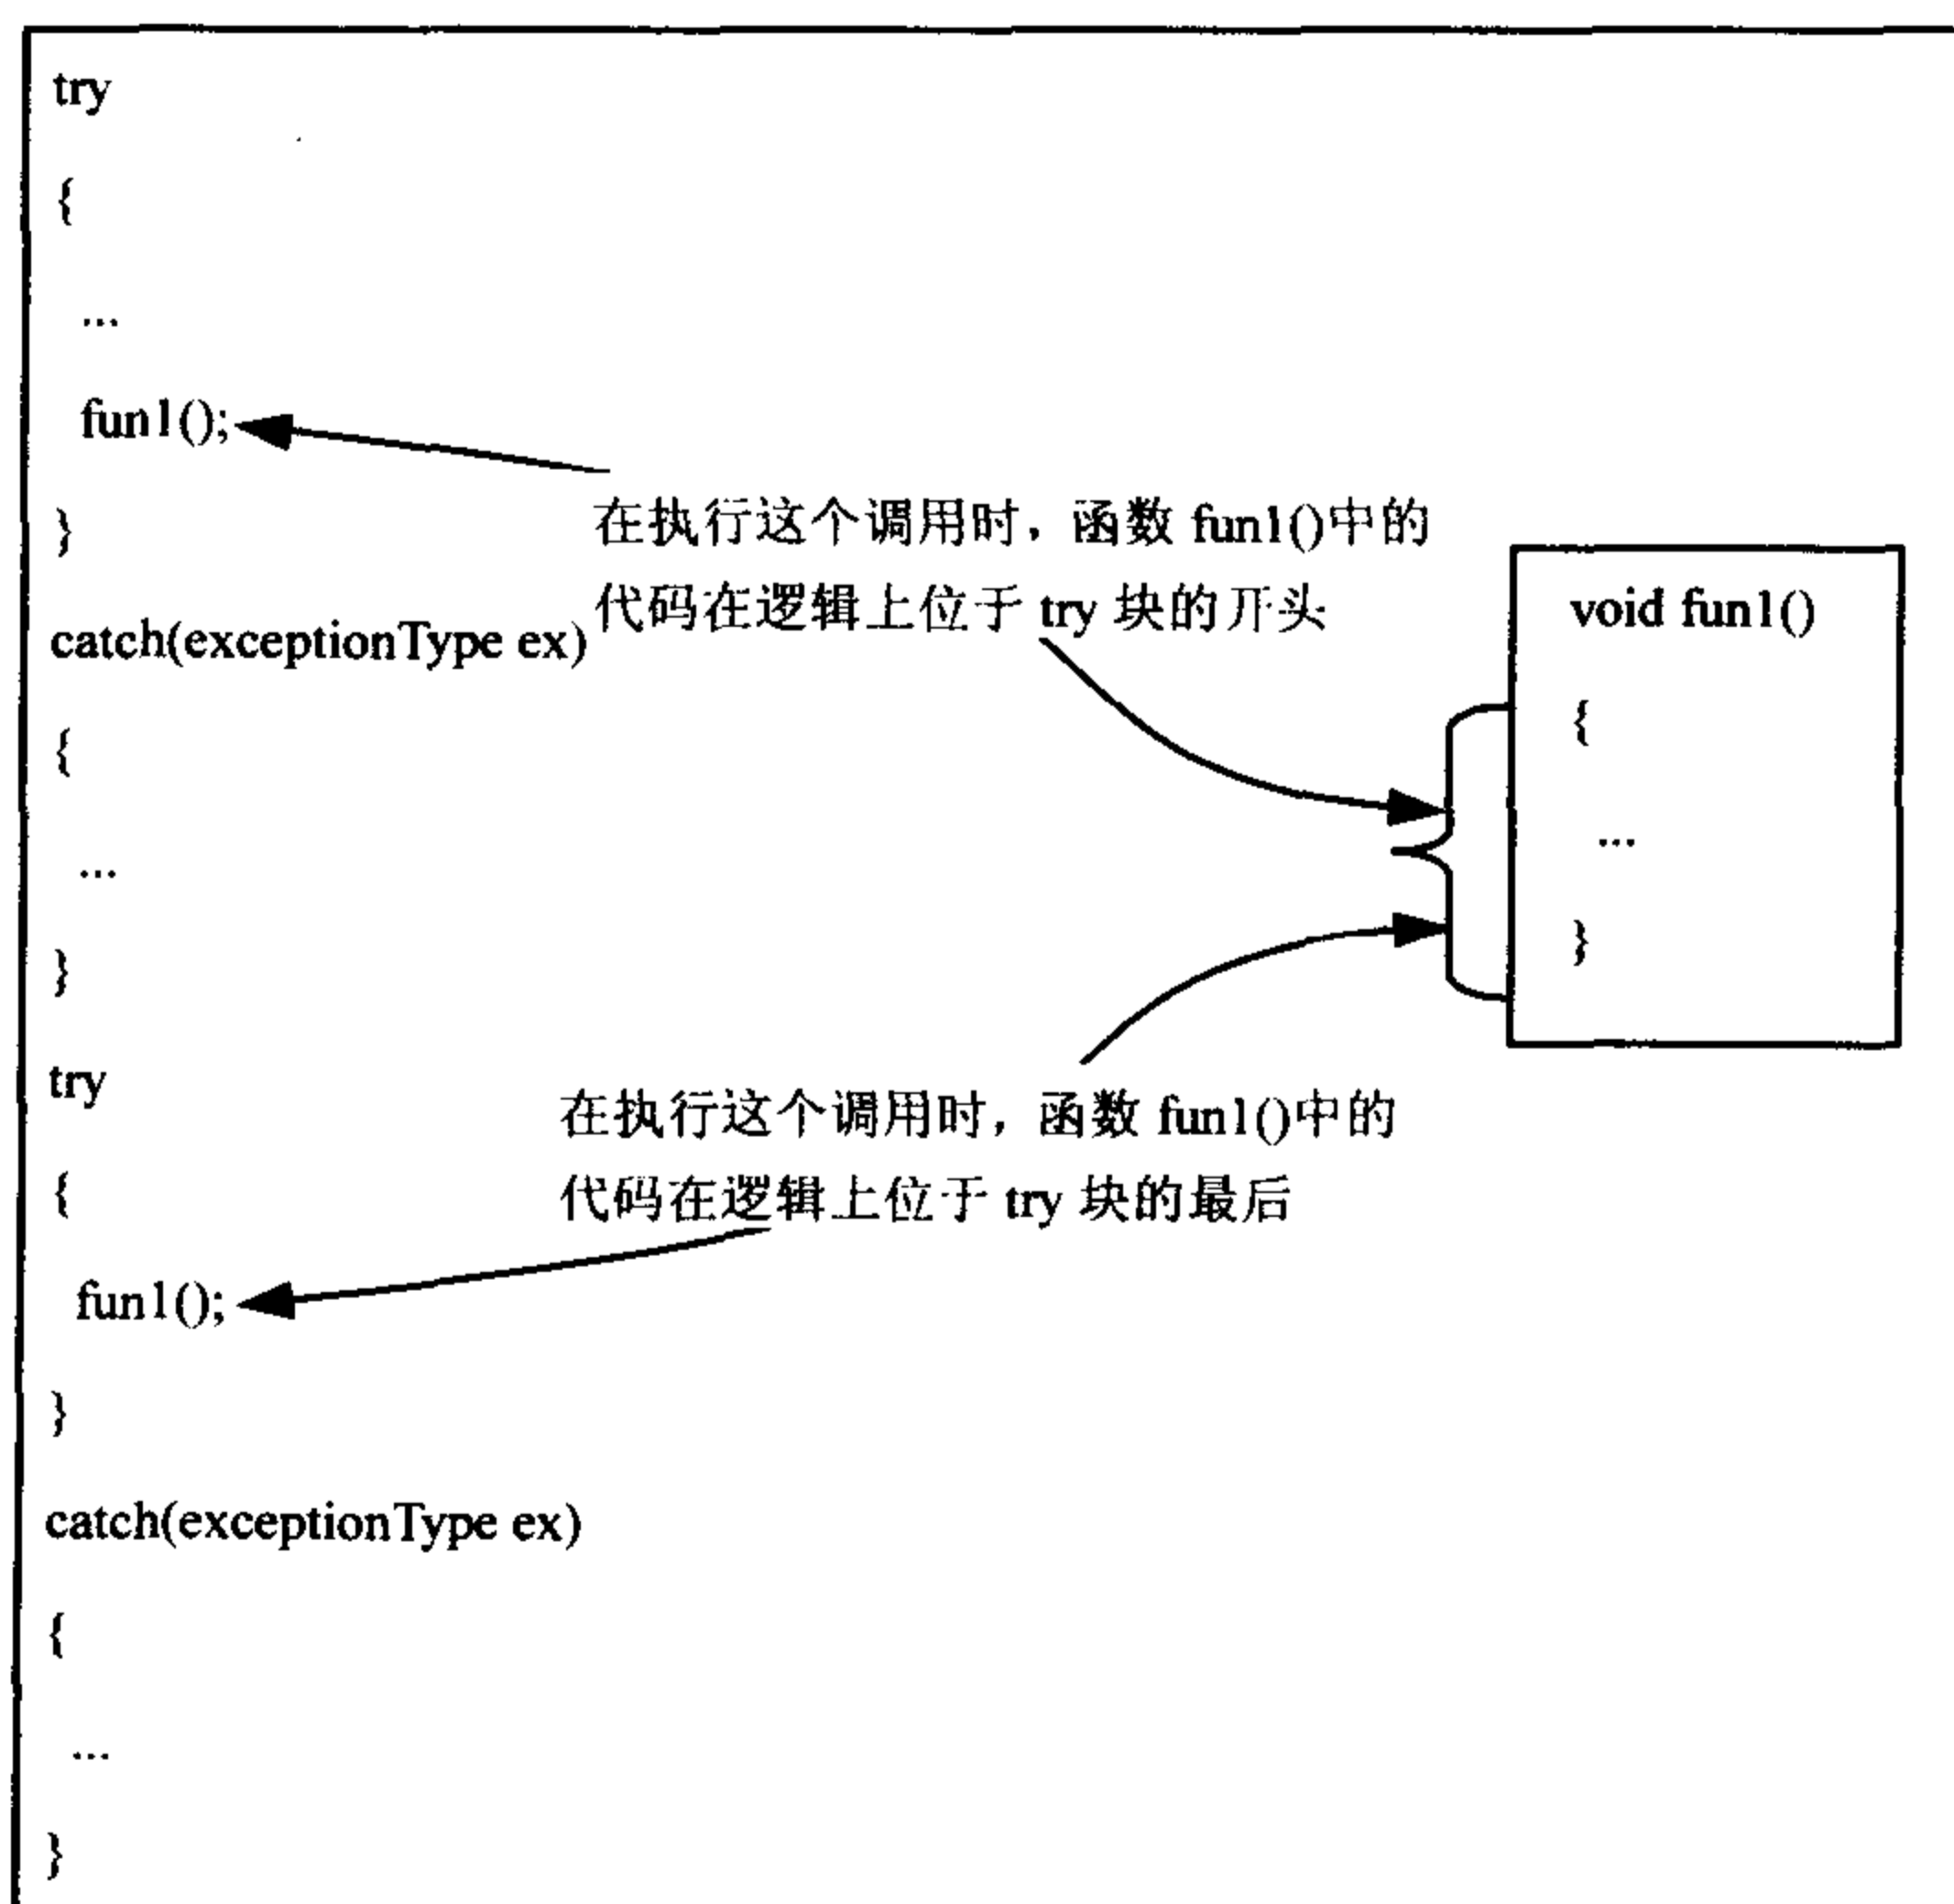 try
{
...
fun1();
}
catch(exceptionType ex)
{
...
}
try
{
fun1();
}
catch(exceptionType ex)
{
...
}
在执行这个调用时，函数 fun1()中的
代码在逻辑上位于 try 块的开头
在执行这个调用时，函数 fun1()中的
代码在逻辑上位于 try 块的最后
void fun1()
{
...
}